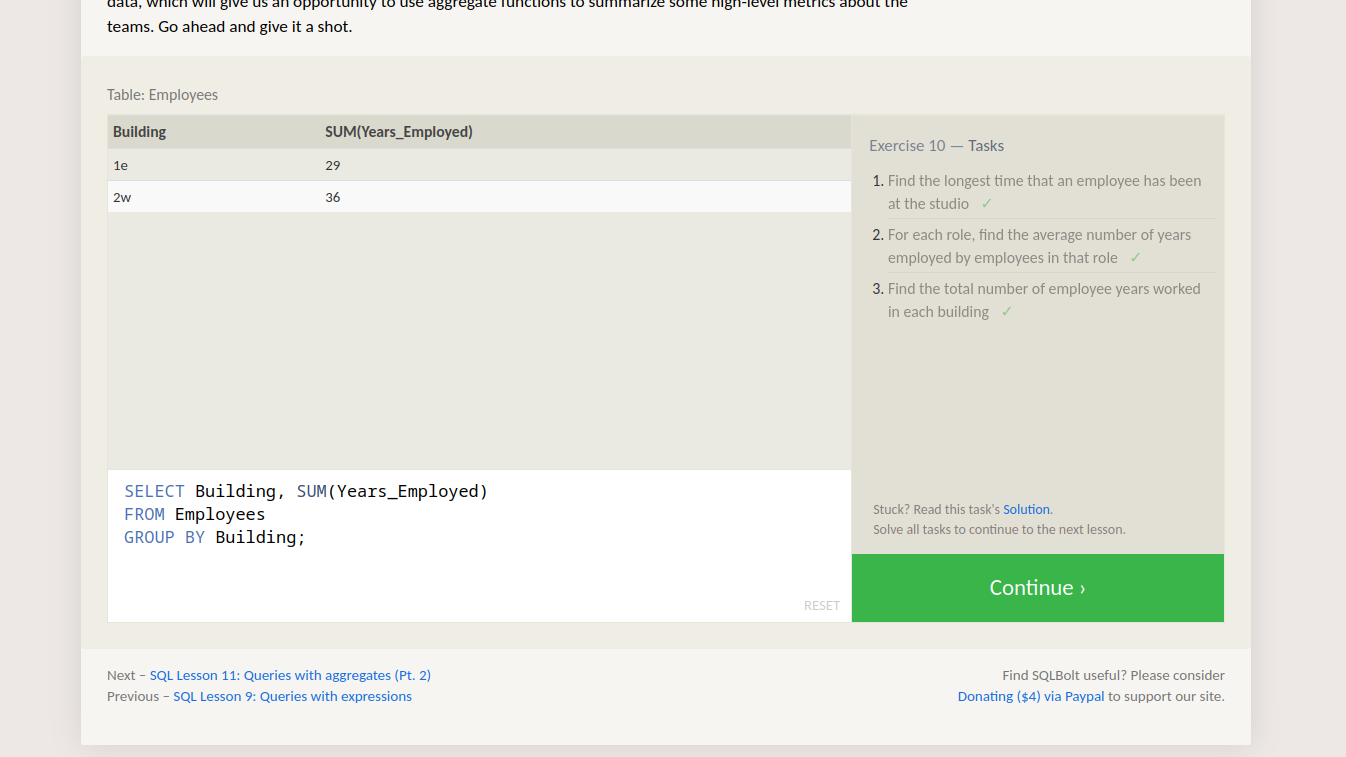 data, which will give us an opportunity to use aggregate functions to summarize some high-level metrics about the
teams. Go ahead and give it a shot.
Table: Employees
Building SUM(Years_Employed)
1e 29
2w 36
SELECT Building, SUM(Years_Employed)
FROM Employees
GROUP BY Building;
RESET
Exercise 10 — Tasks
1. Find the longest time that an employee has been
at the studio ✓
2. For each role, find the average number of years
employed by employees in that role ✓
3. Find the total number of employee years worked
in each building ✓
Stuck? Read this task's Solution.
Solve all tasks to continue to the next lesson.
Continue ›
Next – SQL Lesson 11: Queries with aggregates (Pt. 2)
Previous – SQL Lesson 9: Queries with expressions
Find SQLBolt useful? Please consider
Donating ($4) via Paypal to support our site.